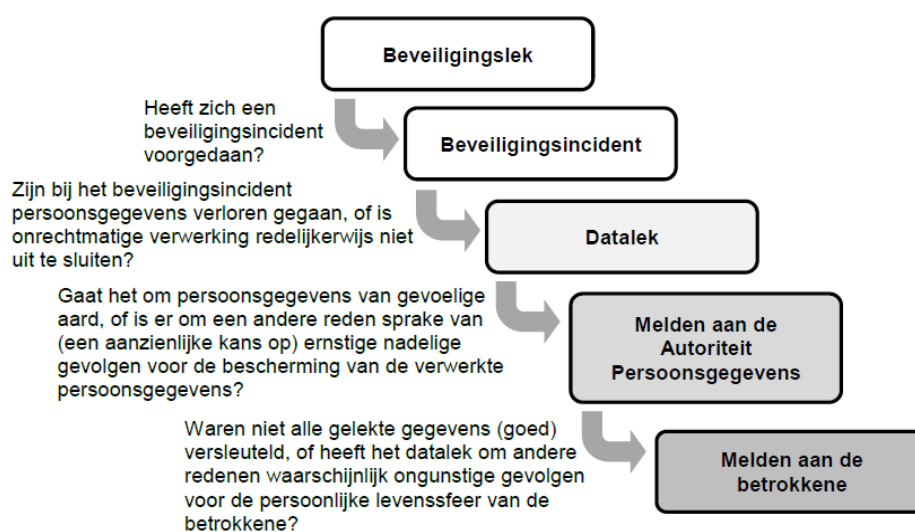 Beveiligingslek
Heeft zich een
beveiligingsincident
voorgedaan?
Beveiligingsincident
Zijn bij het beveiligingsincident
persoonsgegevens verloren gegaan, of is
onrechtmatige verwerking redelijkerwijs niet
uit te sluiten?
Datalek
Gaat het om persoonsgegevens van gevoelige
aard, of is er om een andere reden sprake van
(een aanzienlijke kans op) ernstige nadelige
gevolgen voor de bescherming van de verwerkte
persoonsgegevens?
Melden aan de
Autoriteit
Persoonsgegevens
Waren niet alle gelekte gegevens (goed)
versleuteld, of heeft het datalek om andere
redenen waarschijnlijk ongunstige gevolgen
voor de persoonlijke levenssfeer van de
betrokkene?
Melden aan de
betrokkene